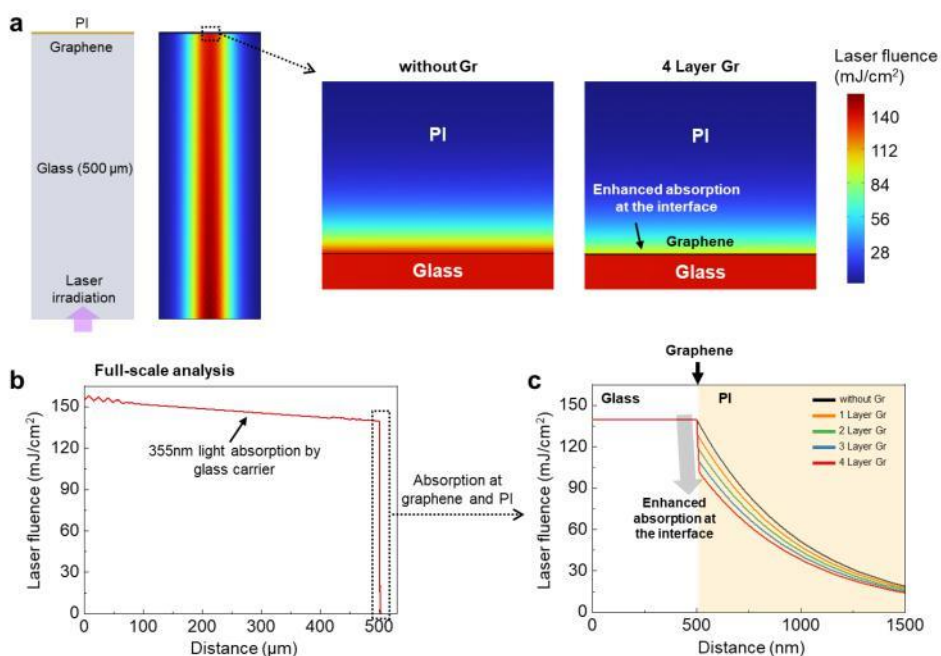 a
PI
Graphene
Glass (500 µm)
Laser
irradiation
without Gr
PI
Glass
4 Layer Gr
PI
Enhanced absorption
at the interface
Graphene
Glass
Laser fluence
(mJ/cm²)
140
112
84
56
28
b
Full-scale analysis
Laser fluence (mJ/cm²)
150
120
90
60
30
0
355nm light absorption by
glass carrier
0
100
200
300
400
500
Distance (µm)
Absorption at
graphene and PI
c
Graphene
Glass
PI
without Gr
1 Layer Gr
2 Layer Gr
3 Layer Gr
4 Layer Gr
Enhanced
absorption at
the interface
Laser fluence (mJ/cm²)
150
120
90
60
30
0
0
500
1000
1500
Distance (nm)